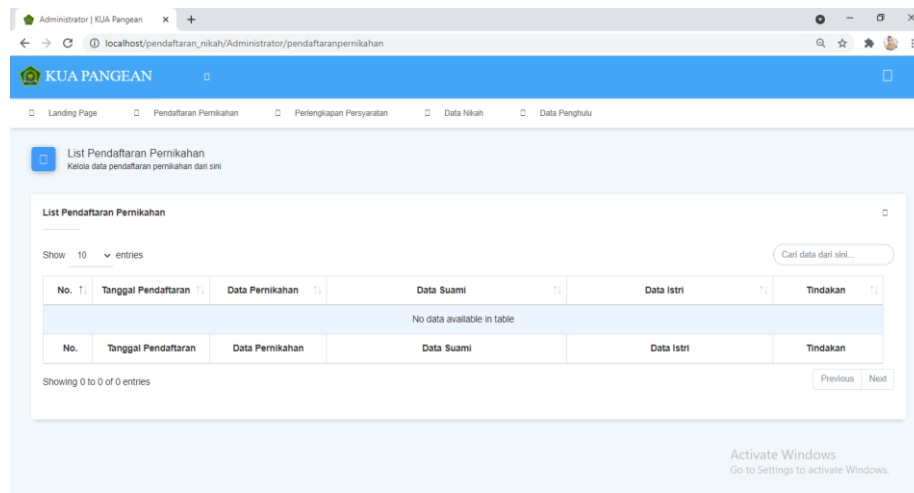 Administrator | KUA Pangean
localhost/pendaftaran_nikah/Administrator/pendaftaranpernikahan
KUA PANGEAN
Landing Page Pendaftaran Pernikahan Perlengkapan Persyaratan Data Nikah Data Penghulu
List Pendaftaran Pernikahan
Kelola data pendaftaran pernikahan dari sini
List Pendaftaran Pernikahan
Show 10 entries Cari data dari sini...
No. Tanggal Pendaftaran Data Pernikahan Data Suami Data Istri Tindakan
No data available in table
No. Tanggal Pendaftaran Data Pernikahan Data Suami Data Istri Tindakan
Showing 0 to 0 of 0 entries Previous Next
Activate Windows
Go to Settings to activate Windows.